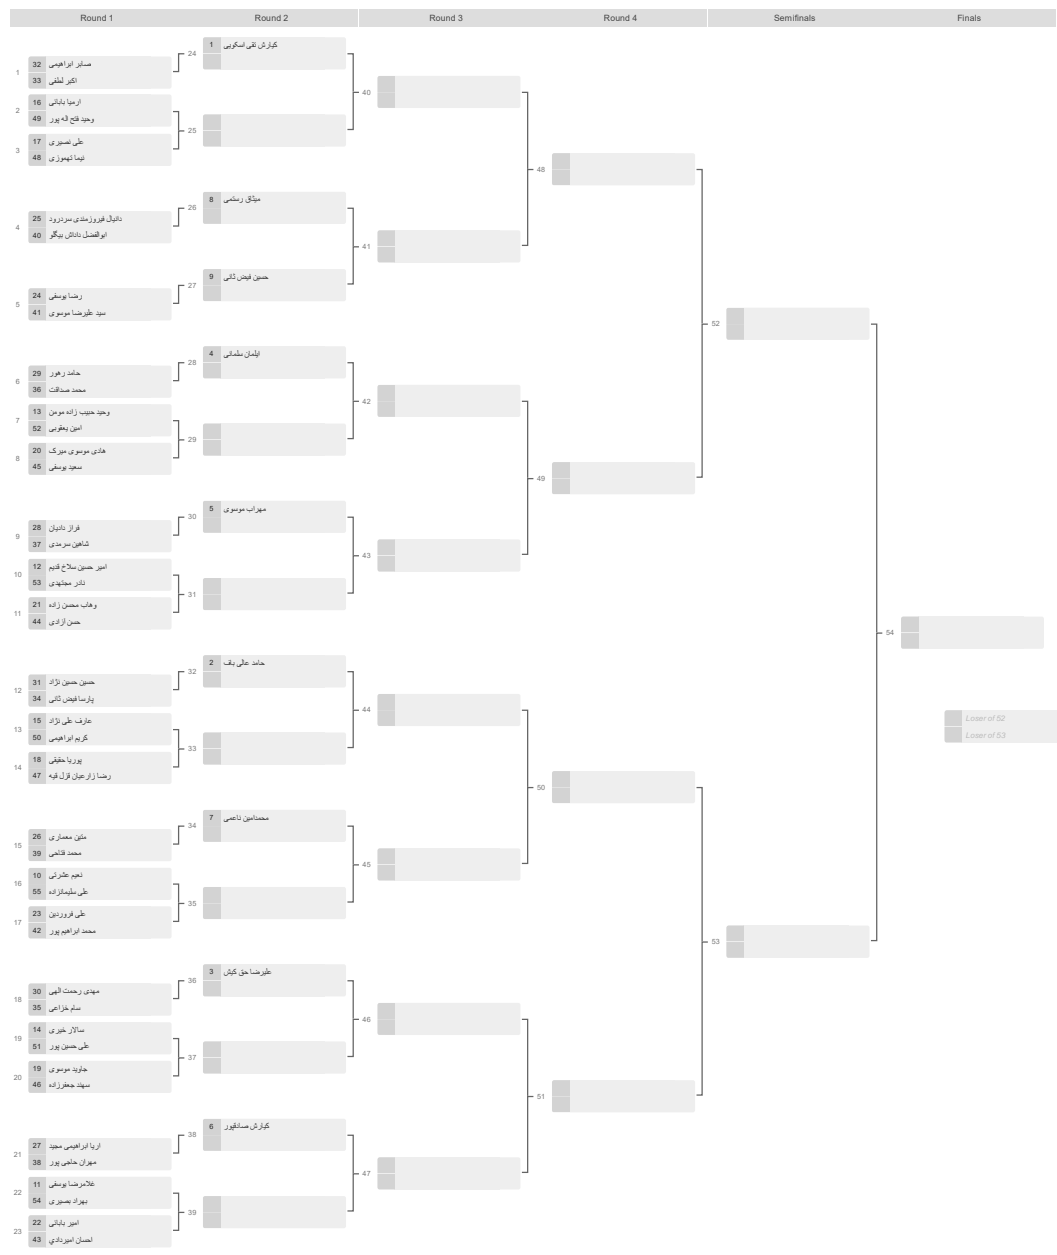 Round 1
Round 2
Round 3
Round 4
Semifinals
Finals
1
32 صابر ابراهیمی
33 اکبر لطفی
2
16 ارمیا بابائی
49 وحید فتح اله پور
3
17 علی نصیری
48 نیما تهموزی
4
25 دانیال فیروزمندی سردرود
40 ابوالفضل داداش بیگلو
5
24 رضا یوسفی
41 سید علیرضا موسوی
6
29 حامد رهور
36 محمد صداقت
7
13 وحید حبیب زاده مومن
52 امین یعقوبی
8
20 هادی موسوی میرک
45 سعید یوسفی
9
28 فراز دادیان
37 شاهین سرمدی
10
12 امیر حسین سلاخ قدیم
53 نادر مجتهدی
11
21 وهاب محسن زاده
44 حسن ازادی
12
31 حسین حسین نژاد
34 پارسا فیض ثانی
13
15 عارف علی نژاد
50 کریم ابراهیمی
14
18 پوریا حقیقی
47 رضا زارعیان قزل قیه
15
26 متین معماری
39 محمد فتاحی
16
10 نعیم عشرتی
55 علی سلیمانزاده
17
23 علی فروردین
42 محمد ابراهیم پور
18
30 مهدی رحمت الهی
35 سام خزاعی
19
14 سالار خیری
51 علی حسین پور
20
19 جاوید موسوی
46 سهند جعفرزاده
21
27 اریا ابراهیمی مجید
38 مهران حاجی پور
22
11 غلامرضا یوسفی
54 بهراد بصیری
23
22 امیر بابائی
43 احسان امیردادي
24
1 کیارش تقی اسکویی
25
26
8 میثاق رستمی
27
9 حسین فیض ثانی
28
4 ایلمان سلمانی
29
30
5 مهراب موسوی
31
32
2 حامد عالی باف
33
34
7 محمدامین ناعمی
35
36
3 علیرضا حق کیش
37
38
6 کیارش صادقپور
39
40
41
42
43
44
45
46
47
48
49
50
51
52
53
54
Loser of 52
Loser of 53